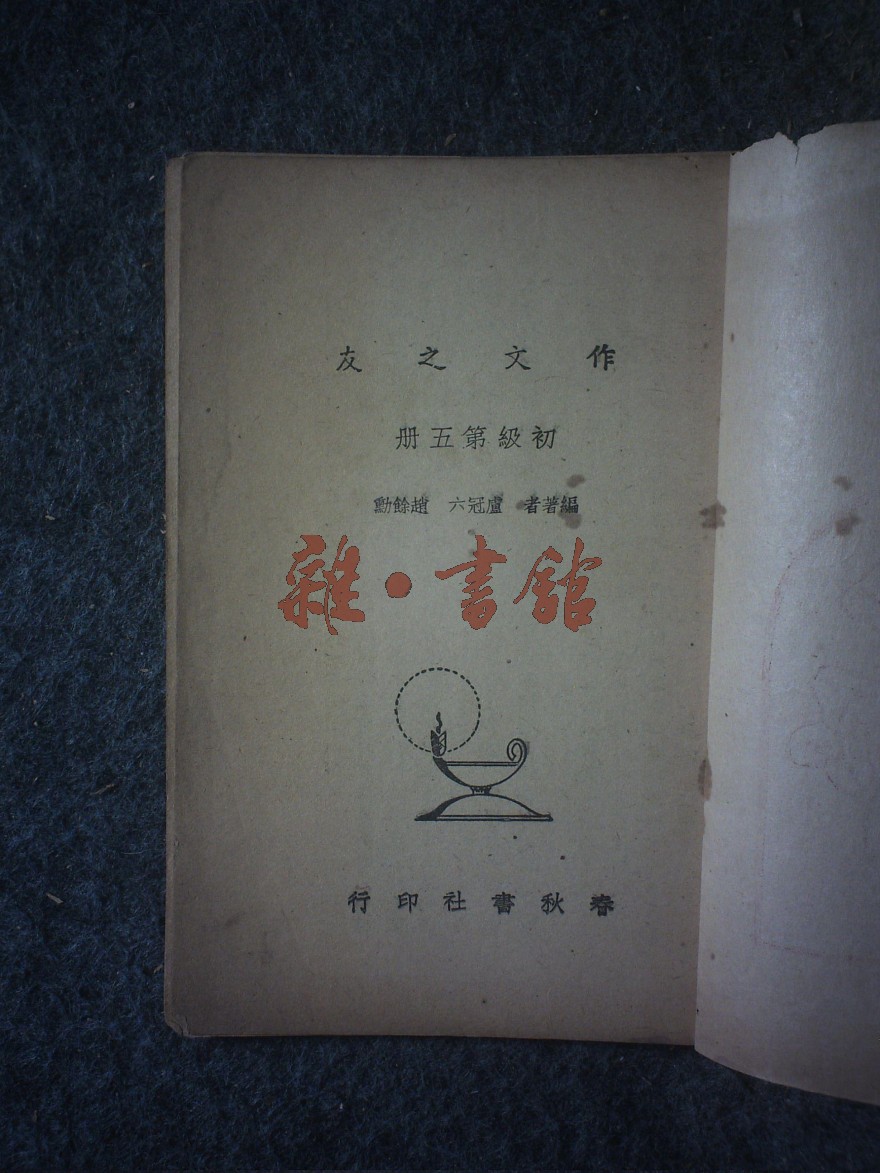 作文之友
初級第五册
編著者 盧冠六 趙餘勳
雜·書館
春秋書社印行